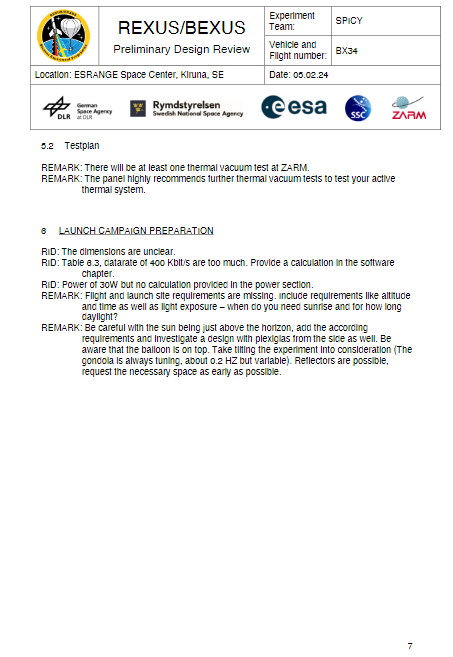 REXUS/BEXUS
Preliminary Design Review
Experiment Team:
SPiCY
Vehicle and Flight number:
BX34
Location: ESRANGE Space Center, Kiruna, SE
Date: 05.02.24
DLR
German Space Agency at DLR
Rymdstyrelsen
Swedish National Space Agency
esa
SSC
ZARM
5.2 Testplan
REMARK: There will be at least one thermal vacuum test at ZARM.
REMARK: The panel highly recommends further thermal vacuum tests to test your active
thermal system.
6 LAUNCH CAMPAIGN PREPARATION
RID: The dimensions are unclear.
RID: Table 6.3, datarate of 400 Kbit/s are too much. Provide a calculation in the software
chapter.
RID: Power of 30W but no calculation provided in the power section.
REMARK: Flight and launch site requirements are missing. Include requirements like altitude
and time as well as light exposure – when do you need sunrise and for how long
daylight?
REMARK: Be careful with the sun being just above the horizon, add the according
requirements and investigate a design with plexiglas from the side as well. Be
aware that the balloon is on top. Take tilting the experiment into consideration (The
gondola is always tuning, about 0.2 HZ but variable). Reflectors are possible,
request the necessary space as early as possible.
7